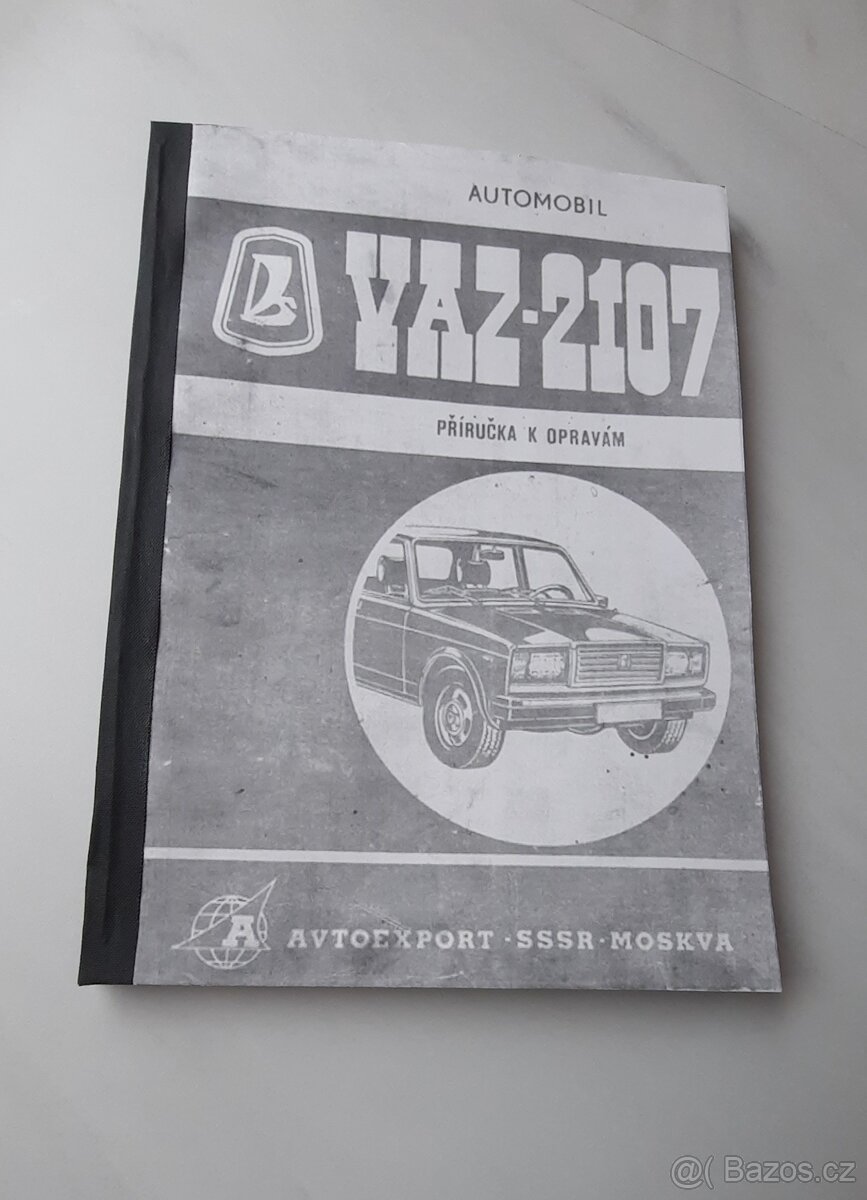 AUTOMOBIL
VAZ-2107
PŘÍRUČKA K OPRAVÁM
A
AVTOEXPORT-SSSR-MOSKVA
@( Bazos.cz